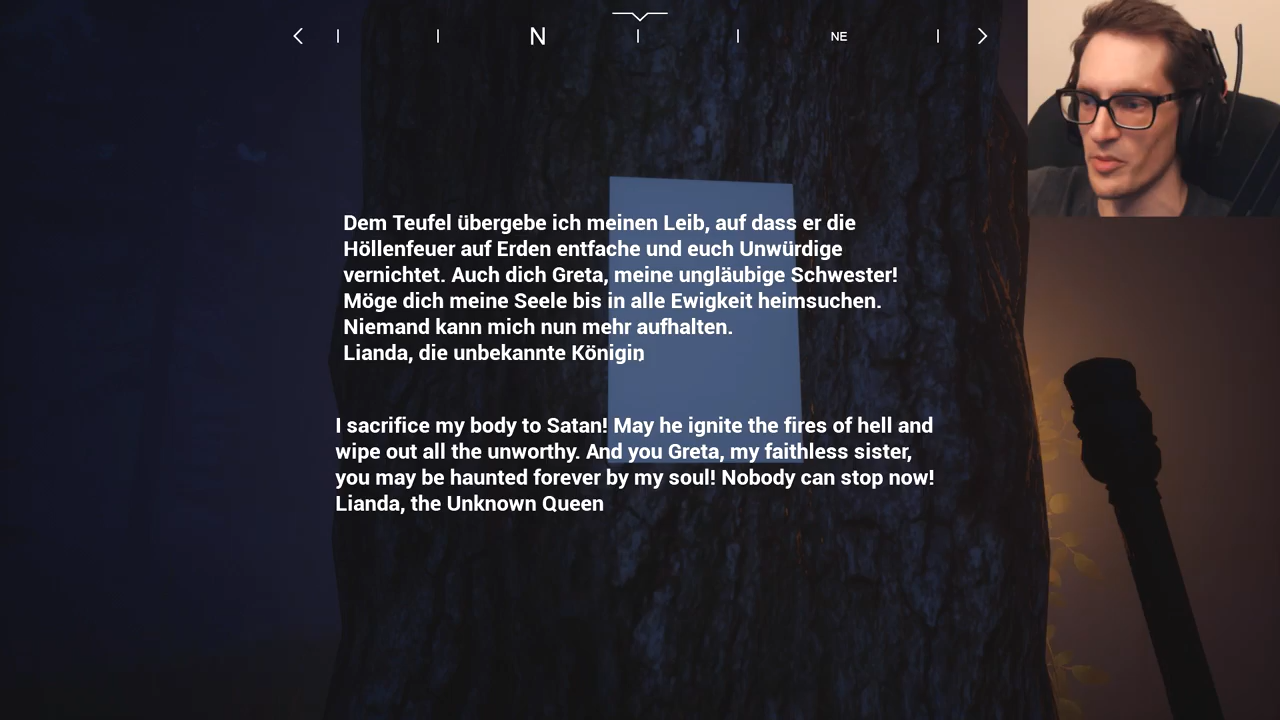 N
NE
Dem Teufel übergebe ich meinen Leib, auf dass er die
Höllenfeuer auf Erden entfache und euch Unwürdige
vernichtet. Auch dich Greta, meine ungläubige Schwester!
Möge dich meine Seele bis in alle Ewigkeit heimsuchen.
Niemand kann mich nun mehr aufhalten.
Lianda, die unbekannte Königin
I sacrifice my body to Satan! May he ignite the fires of hell and
wipe out all the unworthy. And you Greta, my faithless sister,
you may be haunted forever by my soul! Nobody can stop now!
Lianda, the Unknown Queen